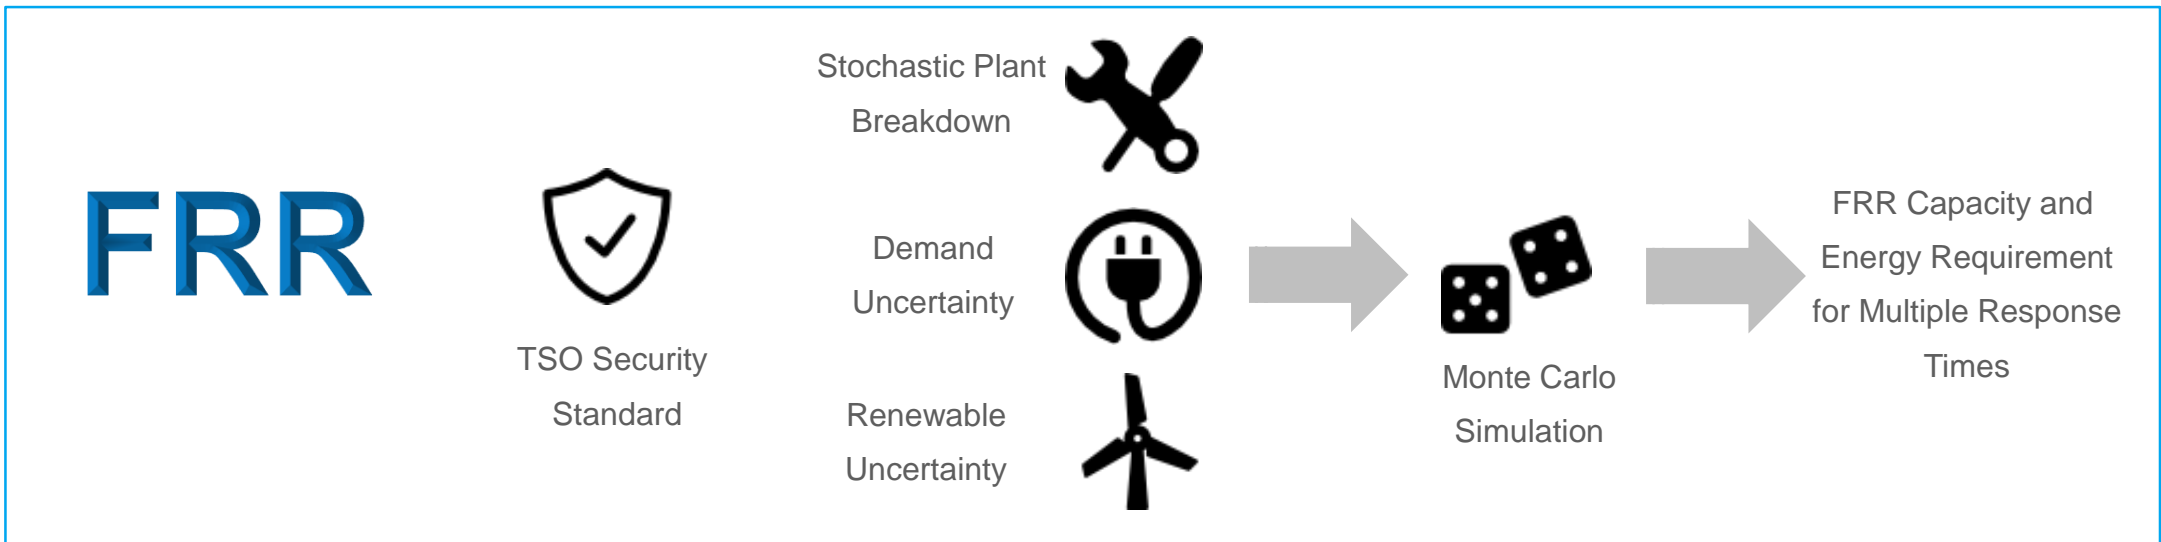 FRR
TSO Security
Standard
Stochastic Plant
Breakdown
Demand
Uncertainty
Renewable
Uncertainty
Monte Carlo
Simulation
FRR Capacity and
Energy Requirement
for Multiple Response
Times